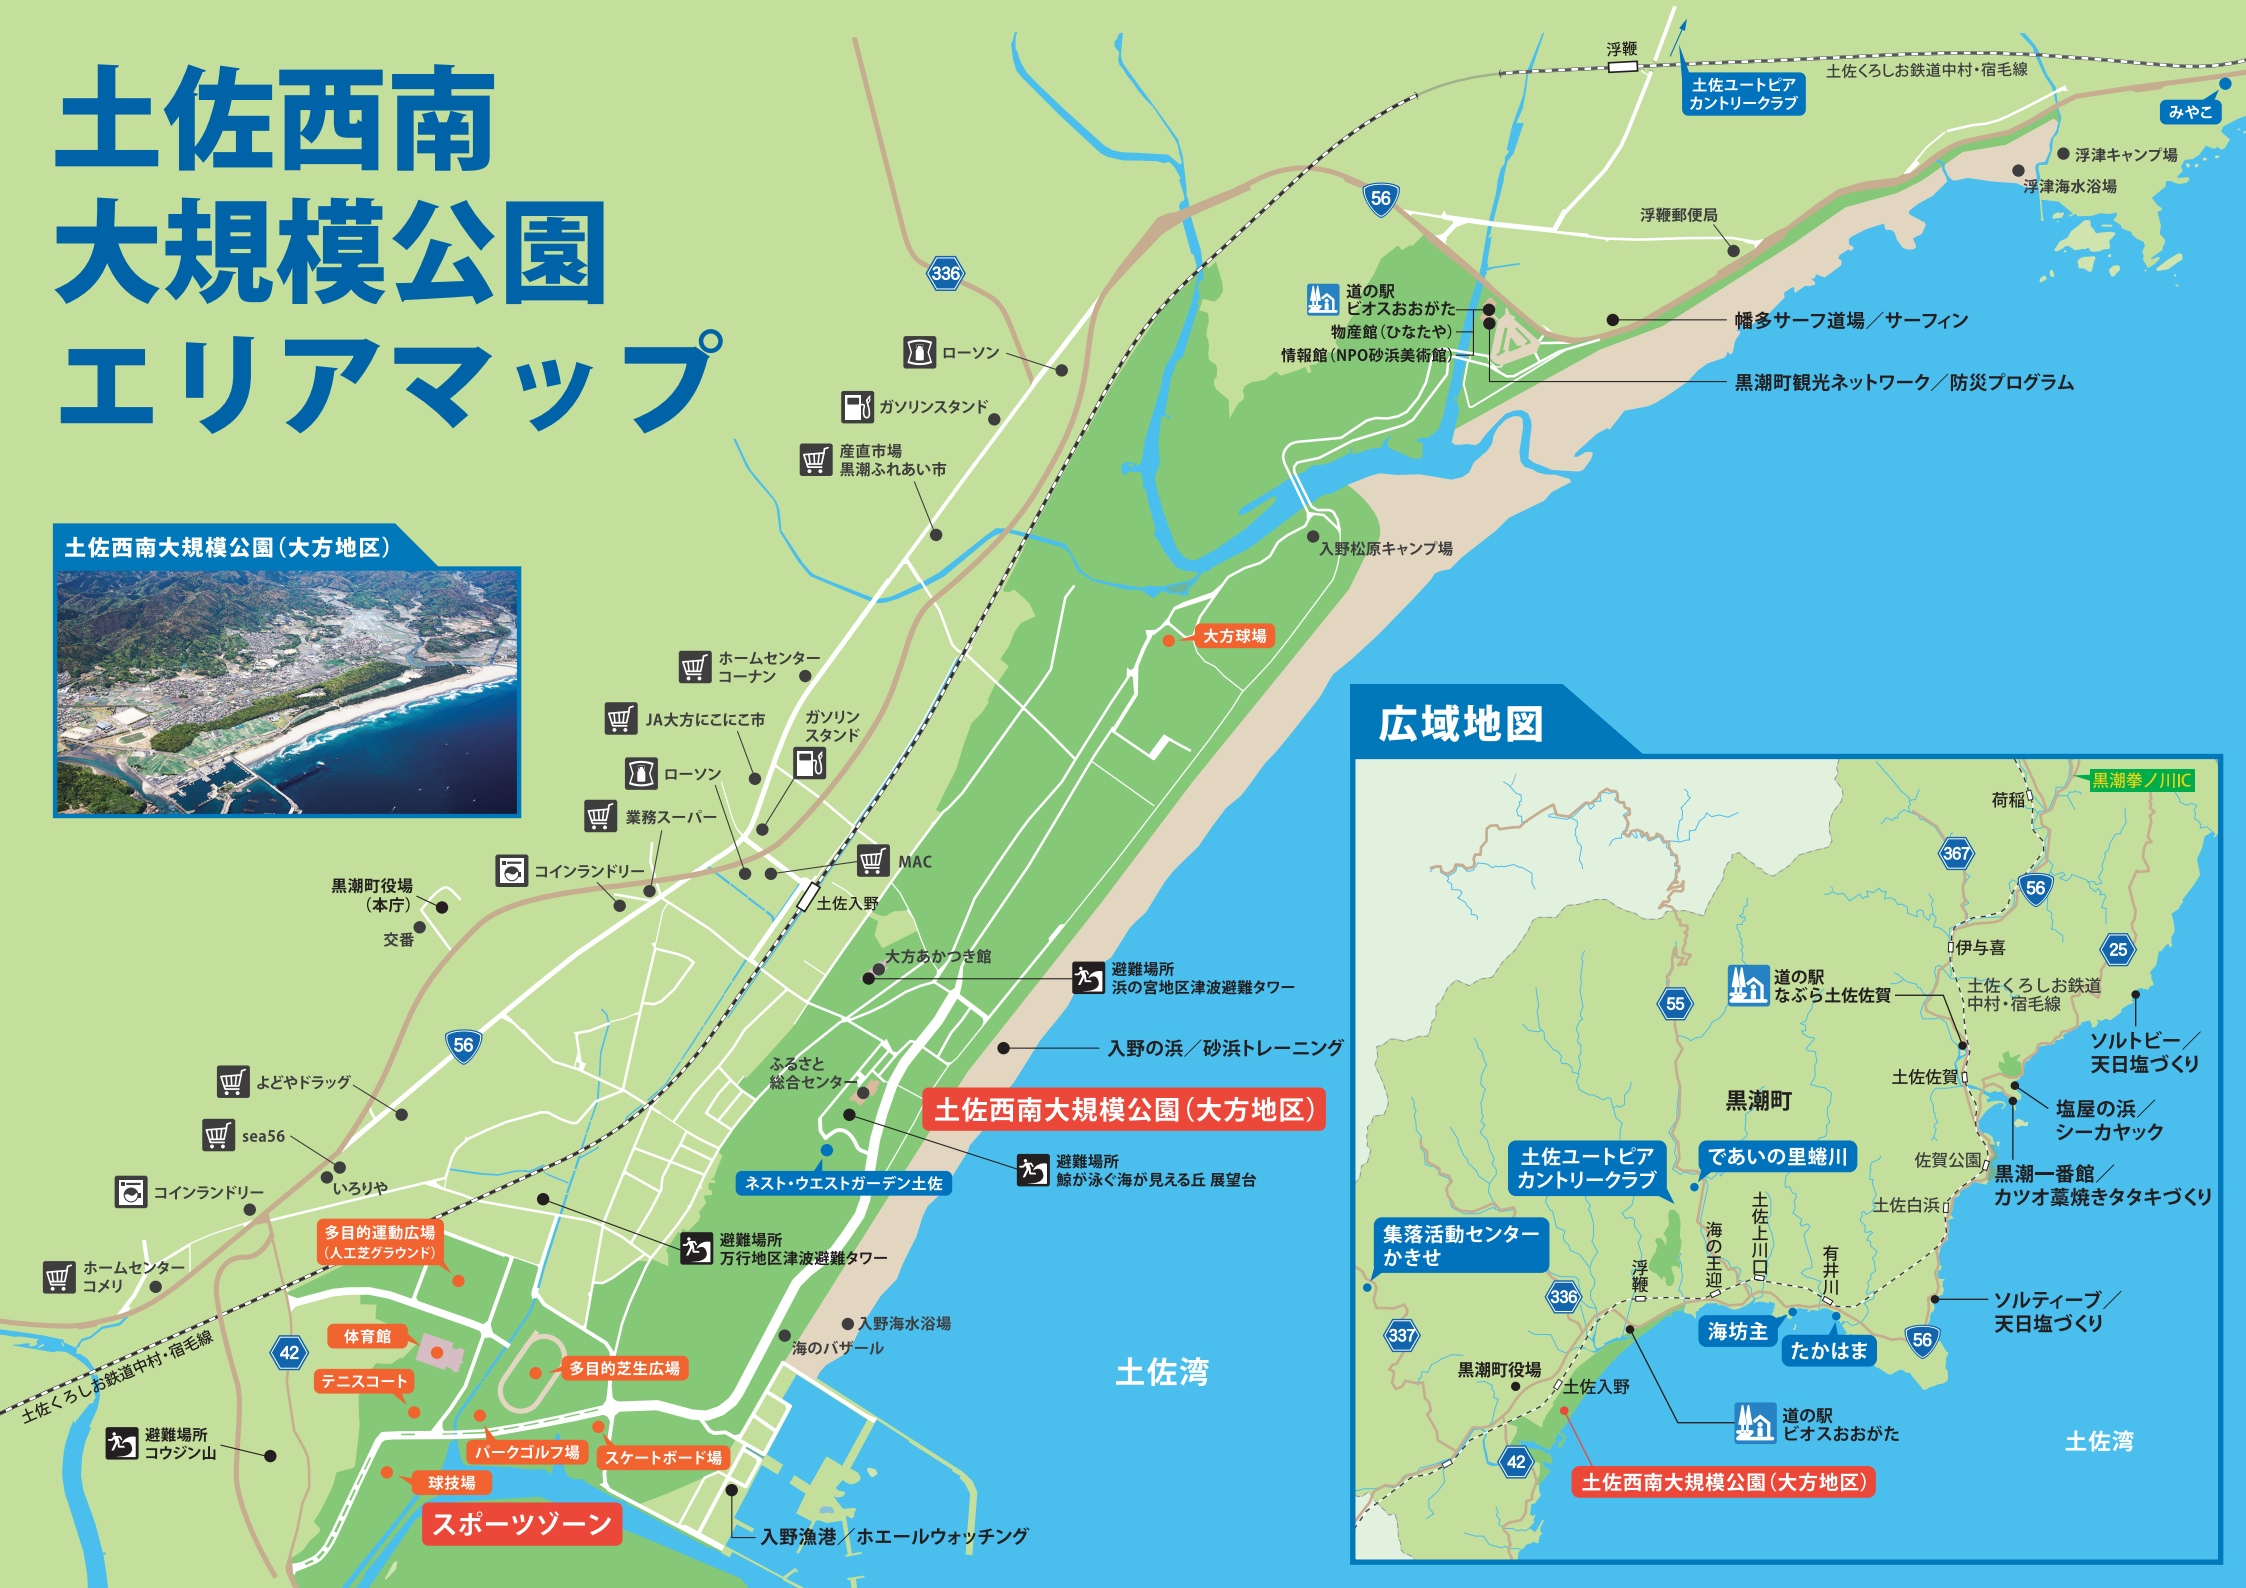 土佐西南
大規模公園
エリアマップ
土佐西南大規模公園(大方地区)
336
ローソン
ガソリンスタンド
産直市場
黒潮ふれあい市
ホームセンター
コーナン
JA大方にこにこ市
ガソリン
スタンド
ローソン
業務スーパー
コインランドリー
MAC
黒潮町役場
(本庁)
交番
土佐入野
56
よどやドラッグ
sea56
いろりや
コインランドリー
ホームセンター
コメリ
土佐くろしお鉄道中村・宿毛線
42
避難場所
コウジン山
多目的運動広場
(人工芝グラウンド)
体育館
テニスコート
多目的芝生広場
パークゴルフ場
スケートボード場
球技場
スポーツゾーン
入野漁港／ホエールウォッチング
海のバザール
入野海水浴場
避難場所
万行地区津波避難タワー
ネスト・ウエストガーデン土佐
ふるさと
総合センター
避難場所
鯨が泳ぐ海が見える丘 展望台
土佐西南大規模公園(大方地区)
入野の浜／砂浜トレーニング
大方あかつき館
避難場所
浜の宮地区津波避難タワー
大方球場
入野松原キャンプ場
道の駅
ビオスおおがた
物産館(ひなたや)
情報館(NPO砂浜美術館)
56
浮鞭
土佐ユートピア
カントリークラブ
土佐くろしお鉄道中村・宿毛線
みやこ
浮津キャンプ場
浮津海水浴場
浮鞭郵便局
幡多サーフ道場／サーフィン
黒潮町観光ネットワーク／防災プログラム
土佐湾
広域地図
黒潮拳ノ川IC
荷稲
367
56
伊与喜
25
土佐くろしお鉄道
中村・宿毛線
55
道の駅
なぶら土佐佐賀
ソルトビー／
天日塩づくり
土佐佐賀
黒潮町
塩屋の浜／
シーカヤック
佐賀公園
黒潮一番館／
カツオ藁焼きタタキづくり
土佐白浜
土佐ユートピア
カントリークラブ
であいの里蜷川
集落活動センター
かきせ
浮鞭
海の王迎
土佐上川口
有井川
336
337
海坊主
たかはま
ソルティーブ／
天日塩づくり
56
黒潮町役場
土佐入野
道の駅
ビオスおおがた
42
土佐西南大規模公園(大方地区)
土佐湾